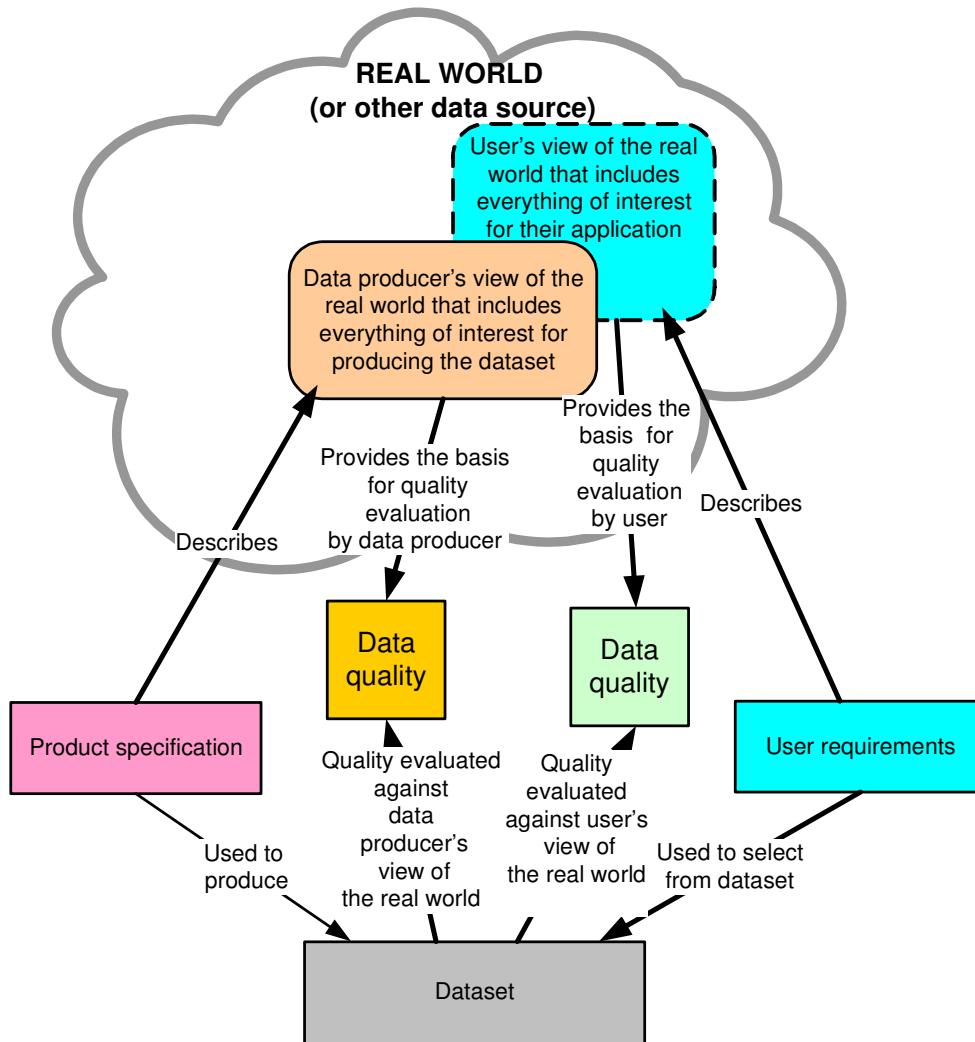 REAL WORLD
(or other data source)
User's view of the real
world that includes
everything of interest
for their application
Data producer's view of the
real world that includes
everything of interest for
producing the dataset
Provides the basis
for quality
evaluation
by data producer
Provides the
basis for
quality
evaluation
by user
Describes
Describes
Data
quality
Data
quality
Product specification
User requirements
Quality evaluated
against
data
producer's
view of
the real world
Quality
evaluated
against user's
view of
the real world
Used to
produce
Used to select
from dataset
Dataset